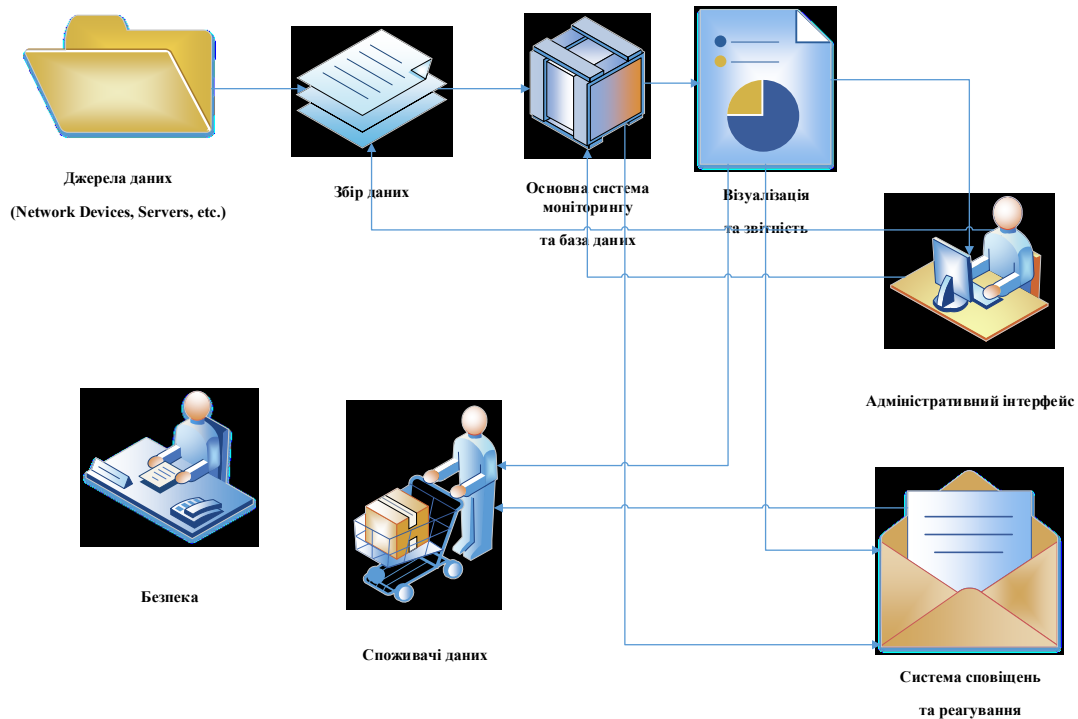 Джерела даних
(Network Devices, Servers, etc.)
Збір даних
Основна система
моніторингу
та база даних
Візуалізація
та звітність
Адміністративний інтерфейс
Безпека
Споживачі даних
Система сповіщень
та реагування